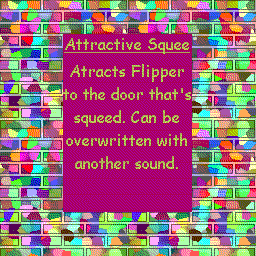 Attractive Squee
Atracts Flipper
to the door that's
squeed. Can be
overwritten with
another sound.